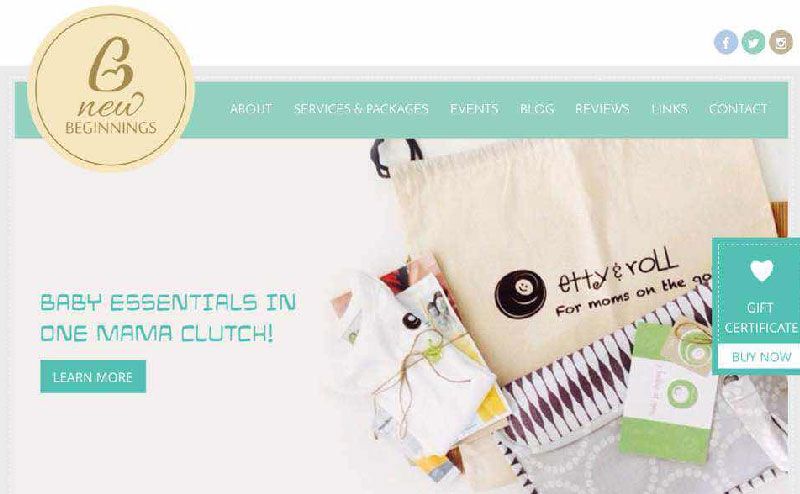 B
new
BEGINNINGS
ABOUT
SERVICES & PACKAGES
EVENTS
BLOG
REVIEWS
LINKS
CONTACT
BABY ESSENTIALS IN
ONE MAMA CLUTCH!
LEARN MORE
etty & roll
For moms on the go
GIFT
CERTIFICATE
BUY NOW